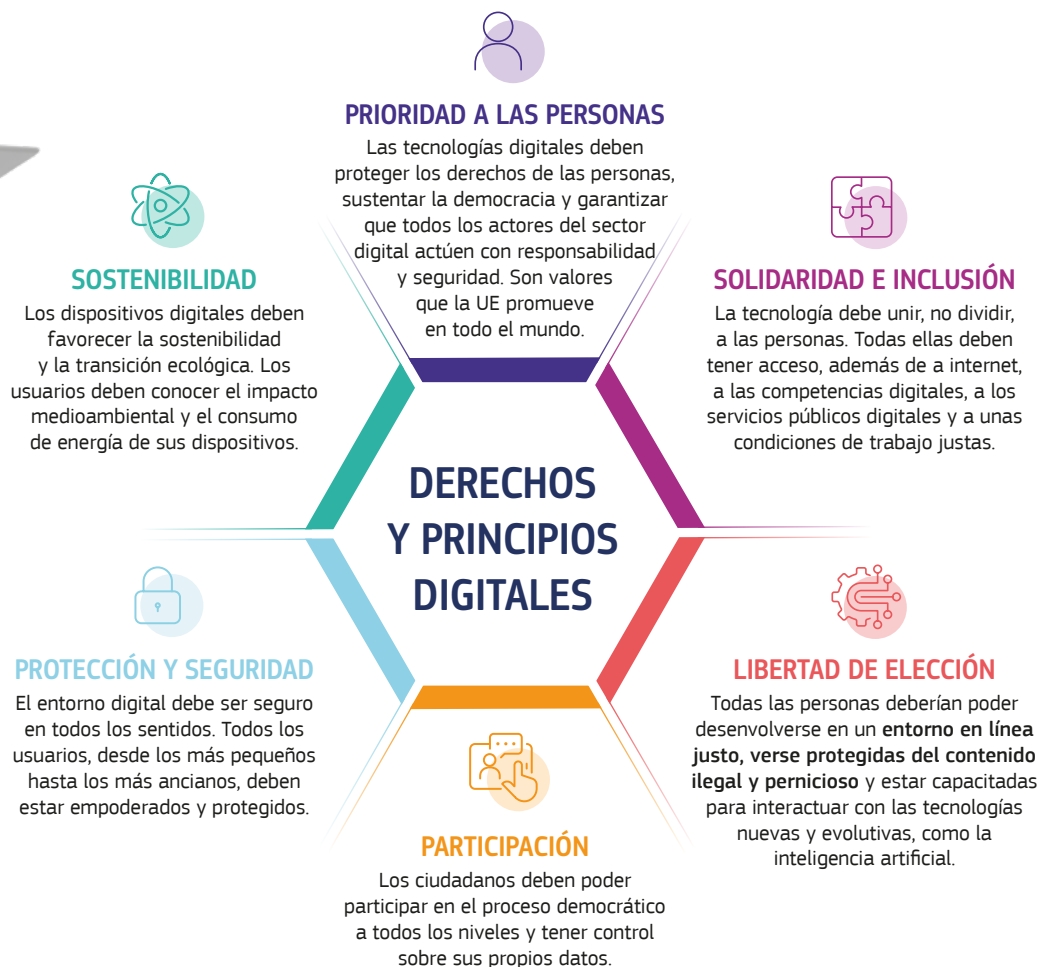 PRIORIDAD A LAS PERSONAS
Las tecnologías digitales deben
proteger los derechos de las personas,
sustentar la democracia y garantizar
que todos los actores del sector
digital actúen con responsabilidad
y seguridad. Son valores
que la UE promueve
en todo el mundo.
SOSTENIBILIDAD
Los dispositivos digitales deben
favorecer la sostenibilidad
y la transición ecológica. Los
usuarios deben conocer el impacto
medioambiental y el consumo
de energía de sus dispositivos.
SOLIDARIDAD E INCLUSIÓN
La tecnología debe unir, no dividir,
a las personas. Todas ellas deben
tener acceso, además de a internet,
a las competencias digitales, a los
servicios públicos digitales y a unas
condiciones de trabajo justas.
DERECHOS
Y PRINCIPIOS
DIGITALES
PROTECCIÓN Y SEGURIDAD
El entorno digital debe ser seguro
en todos los sentidos. Todos los
usuarios, desde los más pequeños
hasta los más ancianos, deben
estar empoderados y protegidos.
LIBERTAD DE ELECCIÓN
Todas las personas deberían poder
desenvolverse en un entorno en línea
justo, verse protegidas del contenido
ilegal y pernicioso y estar capacitadas
para interactuar con las tecnologías
nuevas y evolutivas, como la
inteligencia artificial.
PARTICIPACIÓN
Los ciudadanos deben poder
participar en el proceso democrático
a todos los niveles y tener control
sobre sus propios datos.